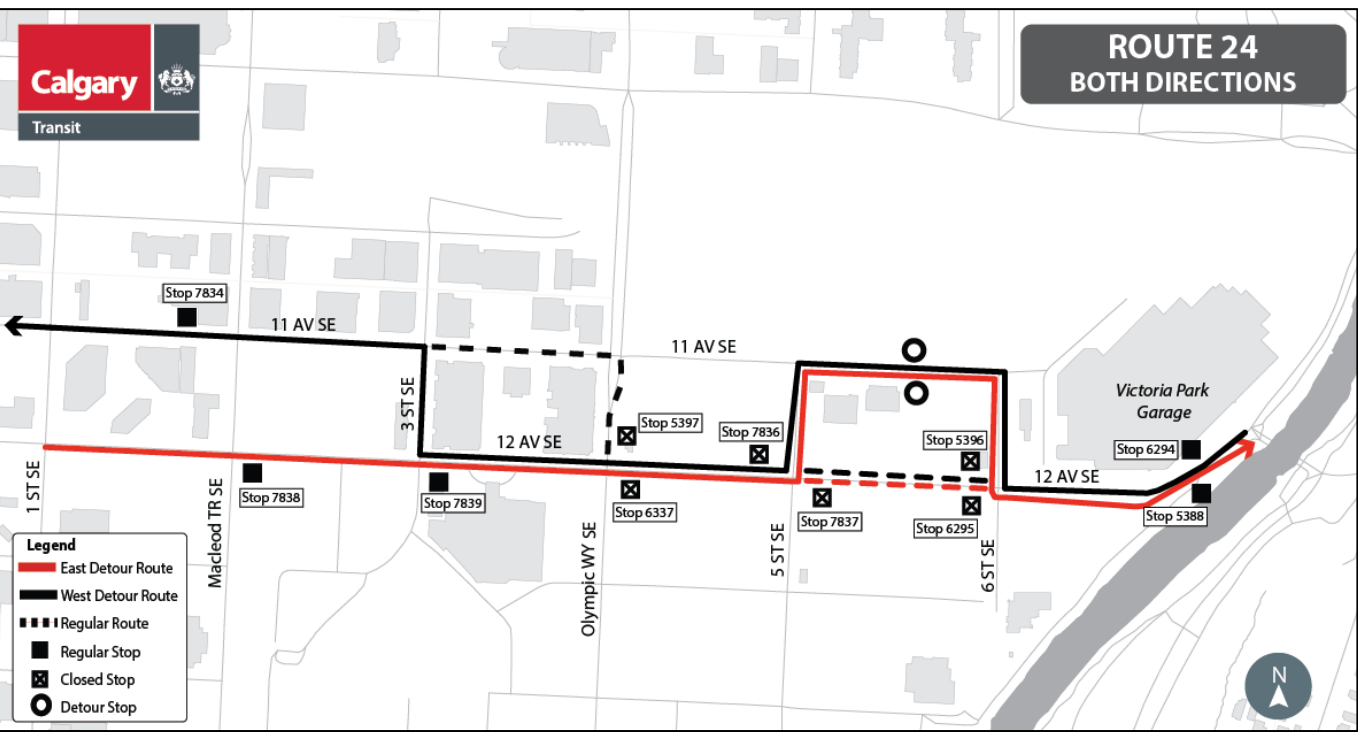 Calgary
Transit
ROUTE 24
BOTH DIRECTIONS
Stop 7834
11 AV SE
11 AV SE
3 ST SE
12 AV SE
Stop 5397
Stop 7836
Stop 5396
Victoria Park
Garage
Stop 6294
12 AV SE
1 ST SE
Macleod TR SE
Stop 7838
Stop 7839
Stop 6337
Olympic WY SE
5 ST SE
Stop 7837
Stop 6295
6 ST SE
Stop 5388
Legend
East Detour Route
West Detour Route
Regular Route
Regular Stop
Closed Stop
Detour Stop
N